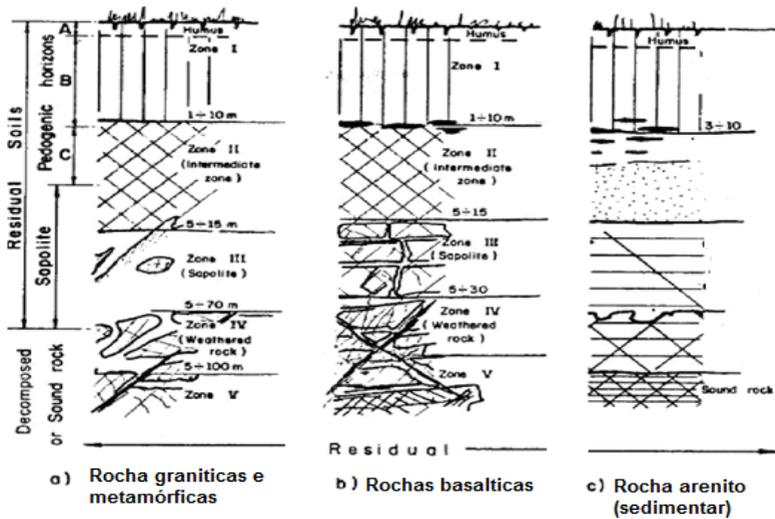 A
B
C
Pedogenic horizons
Residual Soils
Sapolite
Decomposed or Sound rock
Humus
Zone I
1÷10 m
Zone II
(Intermediate
zone)
5÷15 m
Zone III
(Sapolite)
5÷70 m
Zone IV
(Weathered
rock)
5÷100 m
Zone V
Humus
Zone I
1÷10 m
Zone II
(Intermediate
zone)
5÷15
Zone III
(Sapolite)
5÷30
Zone IV
(Weathered
rock)
Zone V
Humus
3÷10
Sound rock
Residual
a) Rocha graniticas e
metamórficas
b) Rochas basalticas
c) Rocha arenito
(sedimentar)